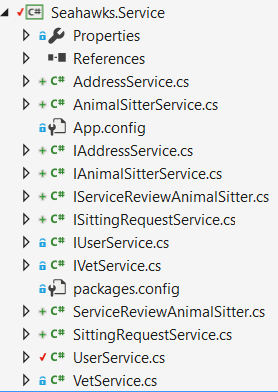 C# Seahawks.Service
Properties
References
C# AddressService.cs
C# AnimalSitterService.cs
App.config
C# IAddressService.cs
C# IAnimalSitterService.cs
C# IServiceReviewAnimalSitter.cs
C# ISittingRequestService.cs
C# IUserService.cs
C# IVetService.cs
packages.config
C# ServiceReviewAnimalSitter.cs
C# SittingRequestService.cs
C# UserService.cs
C# VetService.cs